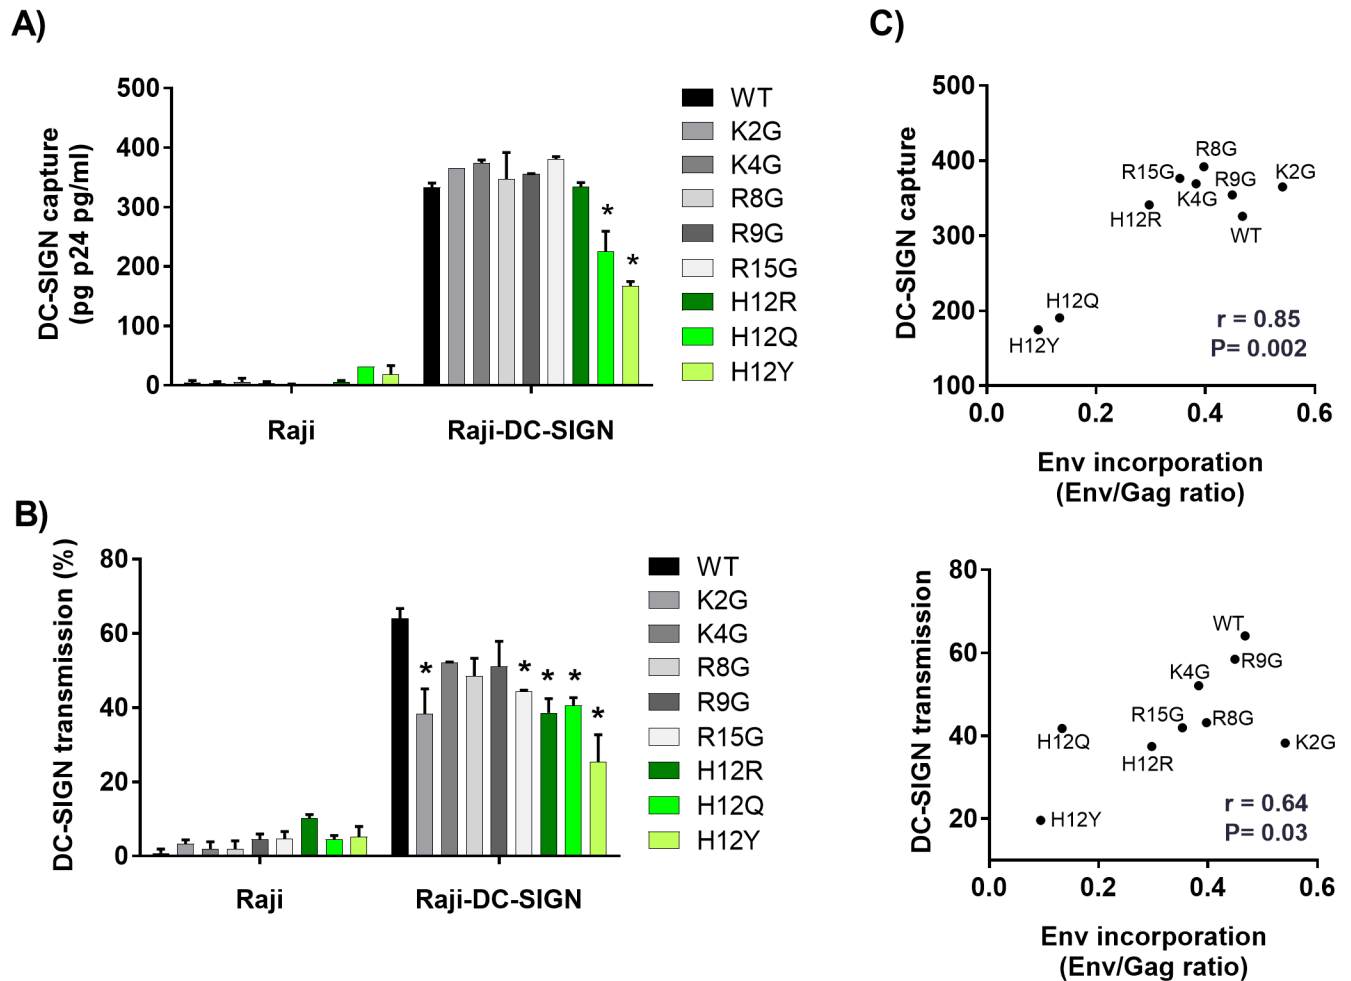 A)
DC-SIGN capture
(pg p24 pg/ml)
500
400
300
200
100
0
*
*
Raji
Raji-DC-SIGN
WT
K2G
K4G
R8G
R9G
R15G
H12R
H12Q
H12Y
B)
DC-SIGN transmission (%)
80
60
40
20
0
*
*
*
*
*
Raji
Raji-DC-SIGN
WT
K2G
K4G
R8G
R9G
R15G
H12R
H12Q
H12Y
C)
DC-SIGN capture
500
400
300
200
100
R8G
R15G
R9G
K2G
K4G
H12R
WT
H12Q
H12Y
r = 0.85
P= 0.002
0.0
0.2
0.4
0.6
Env incorporation
(Env/Gag ratio)
DC-SIGN transmission
80
60
40
20
WT
R9G
K4G
R15G
R8G
H12Q
K2G
H12R
H12Y
r = 0.64
P= 0.03
0.0
0.2
0.4
0.6
Env incorporation
(Env/Gag ratio)